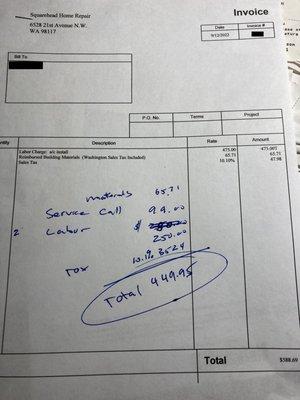 Squarehead Home Repair
Invoice
6528 21st Avenue N.W.
WA 98117
Date
Invoice #
9/12/2022
Bill To
P.O. No.
Terms
Project
Description
Rate
Amount
Labor Charge: a/c install
475.00
475.00T
Reimbursed Building Materials (Washington Sales Tax Included)
65.71
65.71
Sales Tax
10.10%
47.98
Materials 65.71
Service Call 99.00
2 Labor $
250.00
Tax 10.1% 35.24
Total 449.95
Total
$588.69